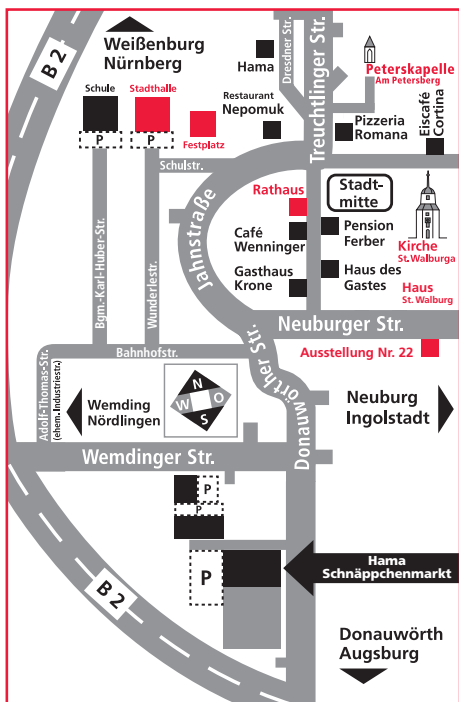 B 2
Weißenburg
Nürnberg
Schule
Stadthalle
P
P
Festplatz
Hama
Restaurant
Nepomuk
Dresdner Str.
Treuchtlinger Str.
Peterskapelle
Am Petersberg
Pizzeria
Romana
Eiscafé
Cortina
Schulstr.
Rathaus
Stadt-
mitte
Jahnstraße
Café
Wenninger
Pension
Ferber
Kirche
St. Walburga
Gasthaus
Krone
Haus des
Gastes
Haus
St. Walburg
Bgm.-Karl-Huber-Str.
Wunderlestr.
Neuburger Str.
Bahnhofstr.
Ausstellung Nr. 22
Adolf-Thomas-Str.
(ehem. Industriestr.)
Wemding
Nördlingen
N
W O
S
Donauwörther Str.
Neuburg
Ingolstadt
Wemdinger Str.
P
P
P
Hama
Schnäppchenmarkt
B 2
Donauwörth
Augsburg